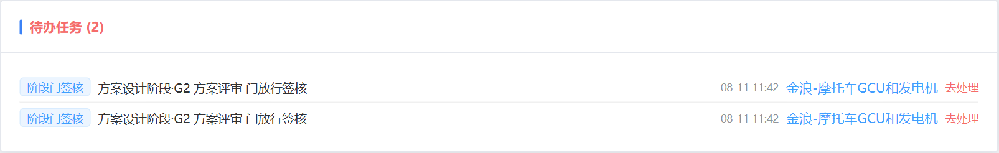 待办任务 (2)
阶段门签核 方案设计阶段·G2 方案评审 门放行签核 08-11 11:42 金浪-摩托车GCU和发电机 去处理
阶段门签核 方案设计阶段·G2 方案评审 门放行签核 08-11 11:42 金浪-摩托车GCU和发电机 去处理